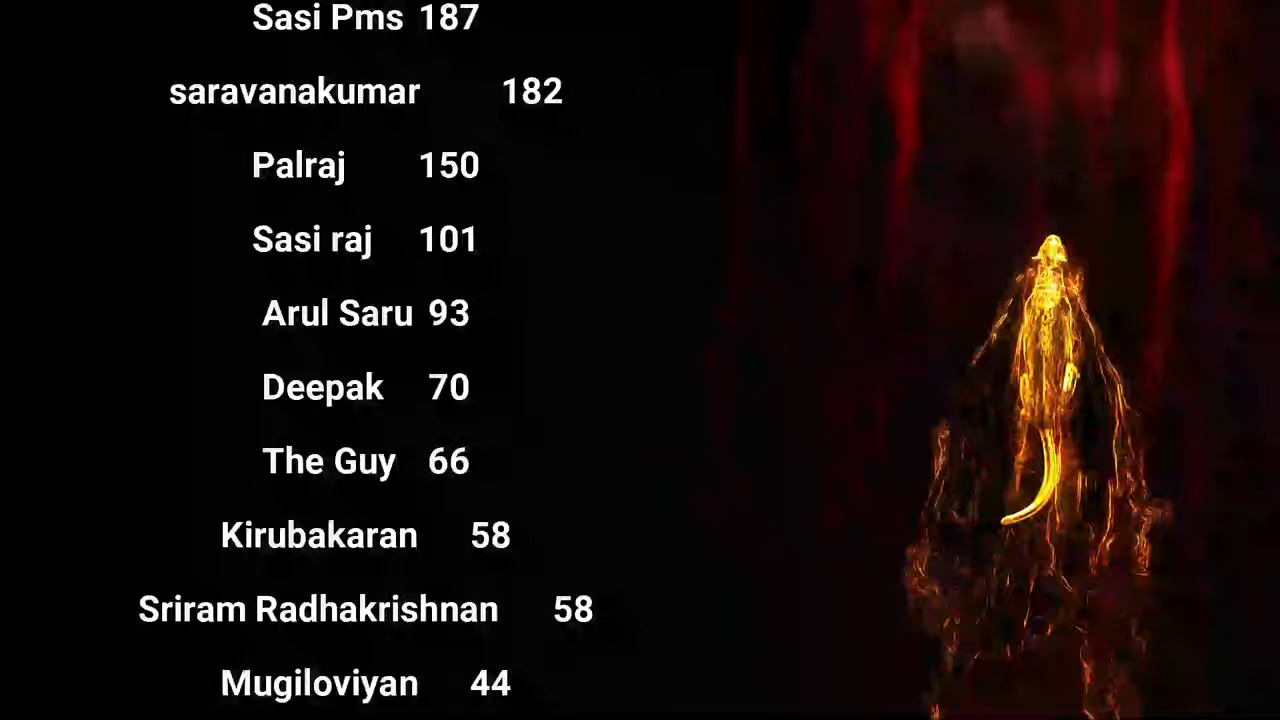 Sasi Pms 187
saravanakumar 182
Palraj 150
Sasi raj 101
Arul Saru 93
Deepak 70
The Guy 66
Kirubakaran 58
Sriram Radhakrishnan 58
Mugiloviyan 44